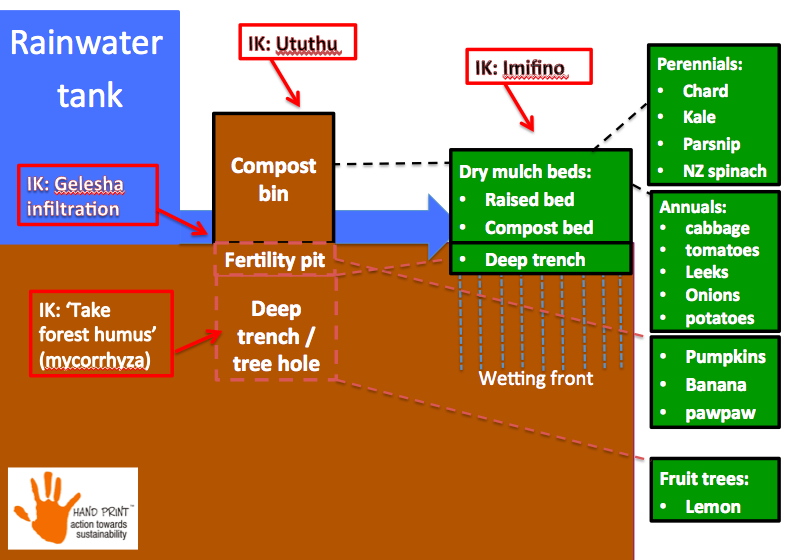 Rainwater
tank
IK: Ututhu
IK: Imifino
Perennials:
• Chard
• Kale
• Parsnip
• NZ spinach
Compost
bin
Dry mulch beds:
• Raised bed
• Compost bed
• Deep trench
IK: Gelesha
infiltration
Annuals:
• cabbage
• tomatoes
• Leeks
• Onions
• potatoes
Fertility pit
IK: ‘Take
forest humus’
(mycorrhyza)
Deep
trench /
tree hole
Wetting front
• Pumpkins
• Banana
• pawpaw
Fruit trees:
• Lemon
HAND PRINT™
action towards
sustainability